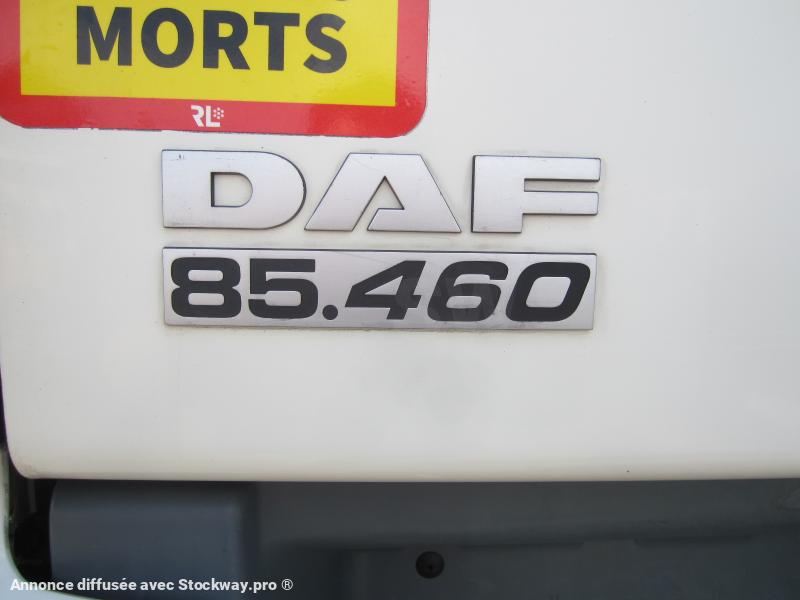 MORTS
RL
DAF
85.460
Annonce diffusée avec Stockway.pro ®